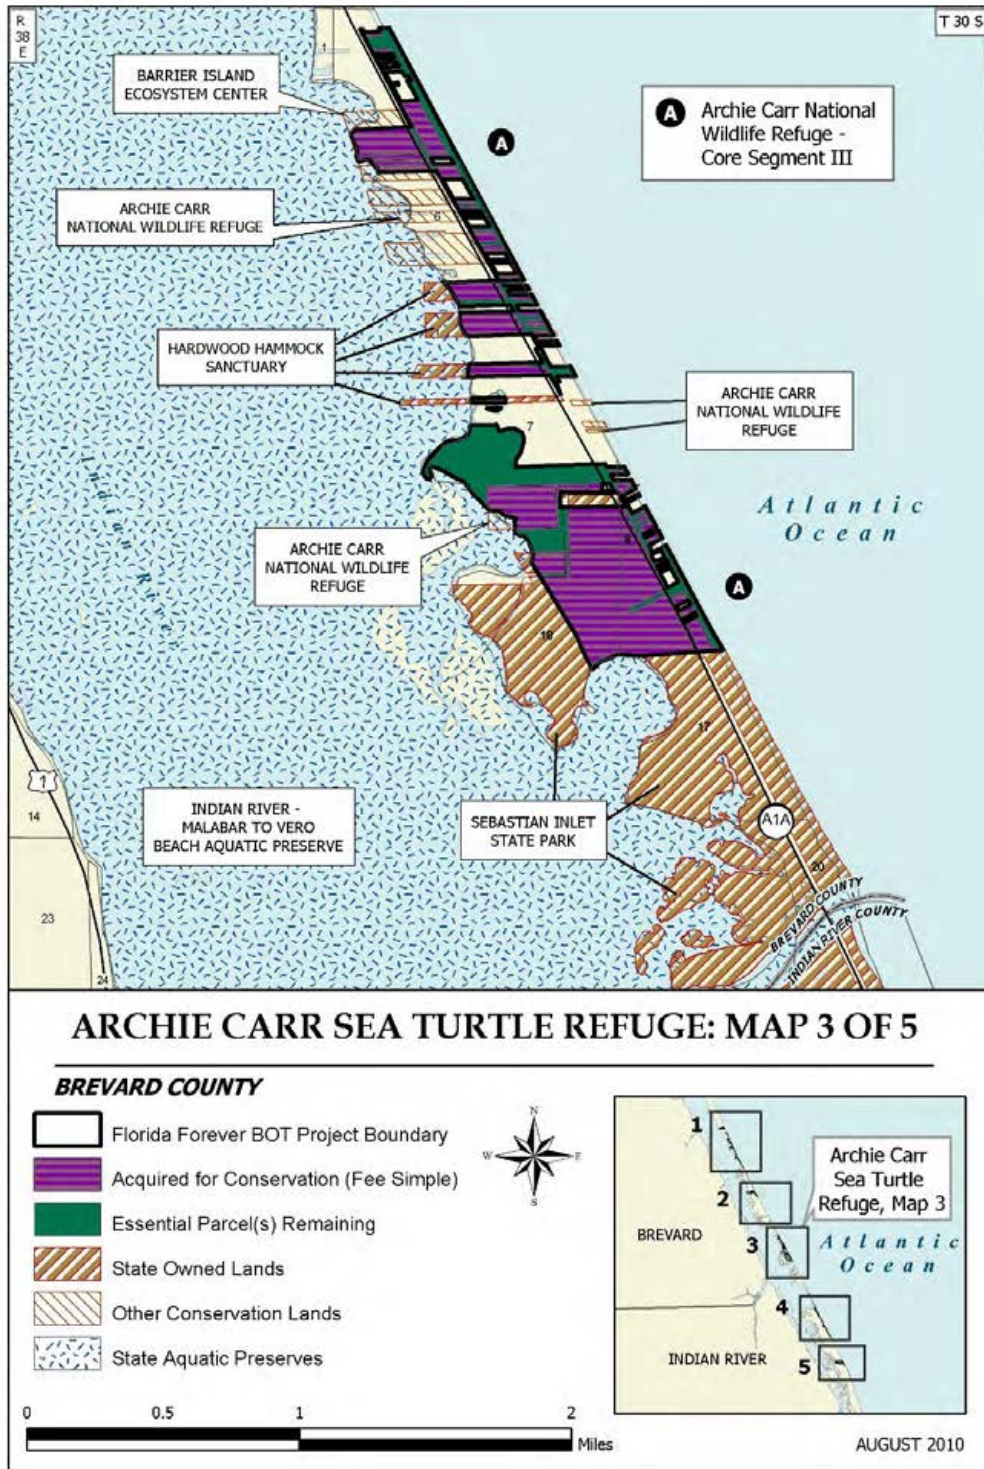 R
38
E
T 30 S
1
BARRIER ISLAND
ECOSYSTEM CENTER
A
A Archie Carr National
Wildlife Refuge -
Core Segment III
ARCHIE CARR
NATIONAL WILDLIFE REFUGE
6
HARDWOOD HAMMOCK
SANCTUARY
ARCHIE CARR
NATIONAL WILDLIFE
REFUGE
7
Atlantic
Ocean
Indian River
ARCHIE CARR
NATIONAL WILDLIFE
REFUGE
8
A
18
17
1
14
INDIAN RIVER -
MALABAR TO VERO
BEACH AQUATIC PRESERVE
SEBASTIAN INLET
STATE PARK
A1A
20
BREVARD COUNTY
INDIAN RIVER COUNTY
23
24
ARCHIE CARR SEA TURTLE REFUGE: MAP 3 OF 5
BREVARD COUNTY
Florida Forever BOT Project Boundary
Acquired for Conservation (Fee Simple)
Essential Parcel(s) Remaining
State Owned Lands
Other Conservation Lands
State Aquatic Preserves
N
W E
S
1
2
3
4
5
Archie Carr
Sea Turtle
Refuge, Map 3
BREVARD
Atlantic
Ocean
INDIAN RIVER
0 0.5 1 2
Miles
AUGUST 2010